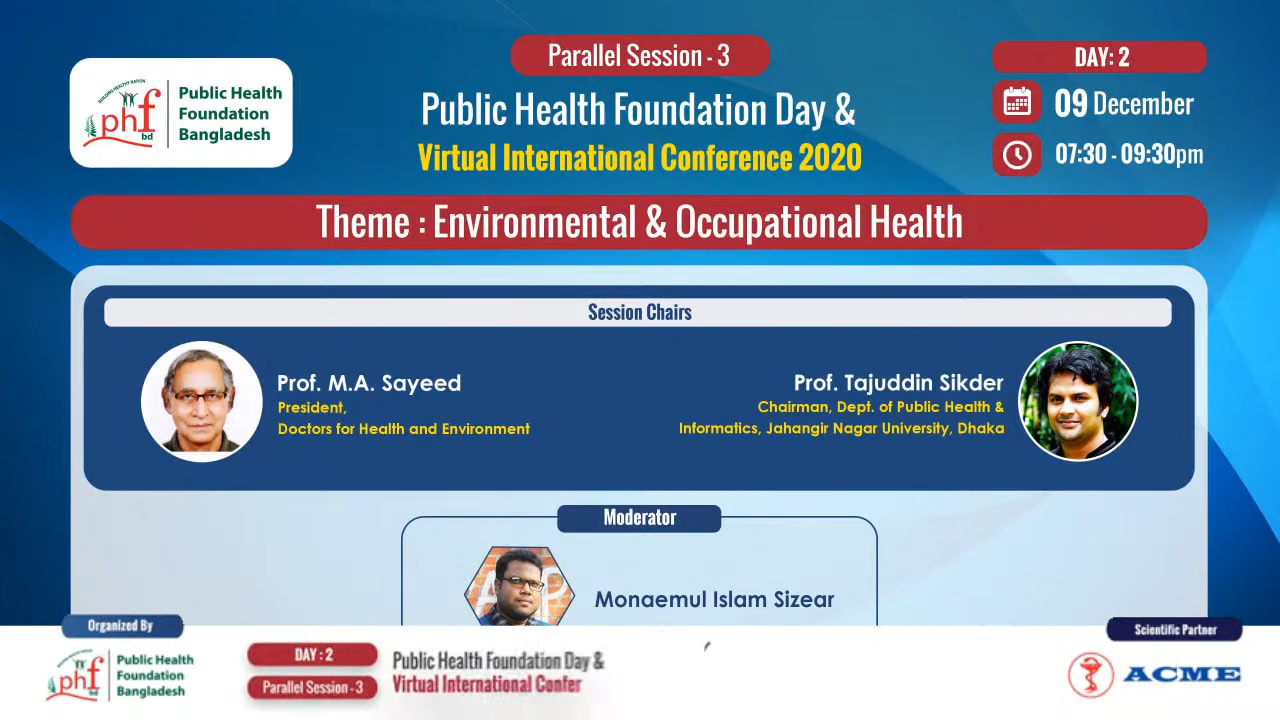 Parallel Session - 3
Public Health Foundation Day &
Virtual International Conference 2020
BUILDING HEALTHY NATION
phf
bd
Public Health
Foundation
Bangladesh
DAY: 2
09 December
07:30 - 09:30pm
Theme : Environmental & Occupational Health
Session Chairs
Prof. M.A. Sayeed
President,
Doctors for Health and Environment
Prof. Tajuddin Sikder
Chairman, Dept. of Public Health &
Informatics, Jahangir Nagar University, Dhaka
Moderator
Monaemul Islam Sizear
Organized By
phf
bd
Public Health
Foundation
Bangladesh
DAY : 2
Parallel Session - 3
Public Health Foundation Day &
Virtual International Confer
Scientific Partner
ACME